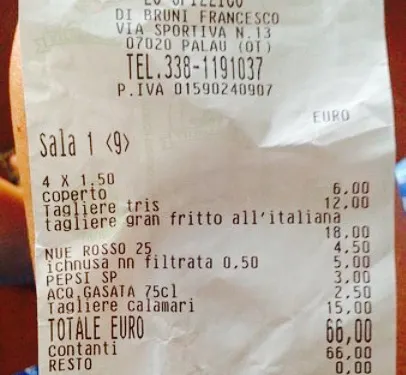 LO SPIZZICO
DI BRUNI FRANCESCO
VIA SPORTIVA N.13
07020 PALAU (OT)
TEL.338-1191037
P.IVA 01590240907
EURO
Sala 1 <9>
4 X 1.50
coperto 6,00
Tagliere tris 12,00
tagliere gran fritto all'italiana
18,00
NUE ROSSO 25 4,50
ichnusa nn filtrata 0,50 5,00
PEPSI SP 3,00
ACQ.GASATA 75cl 2,50
Tagliere calamari 15,00
TOTALE EURO 66,00
contanti 66,00
RESTO 0,00